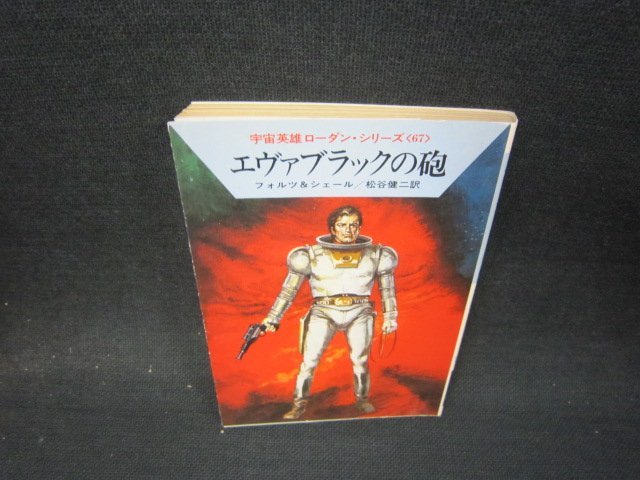 宇宙英雄ローダン・シリーズ〈67〉
エヴァブラックの砲
フォルツ&シェール／松谷健二訳